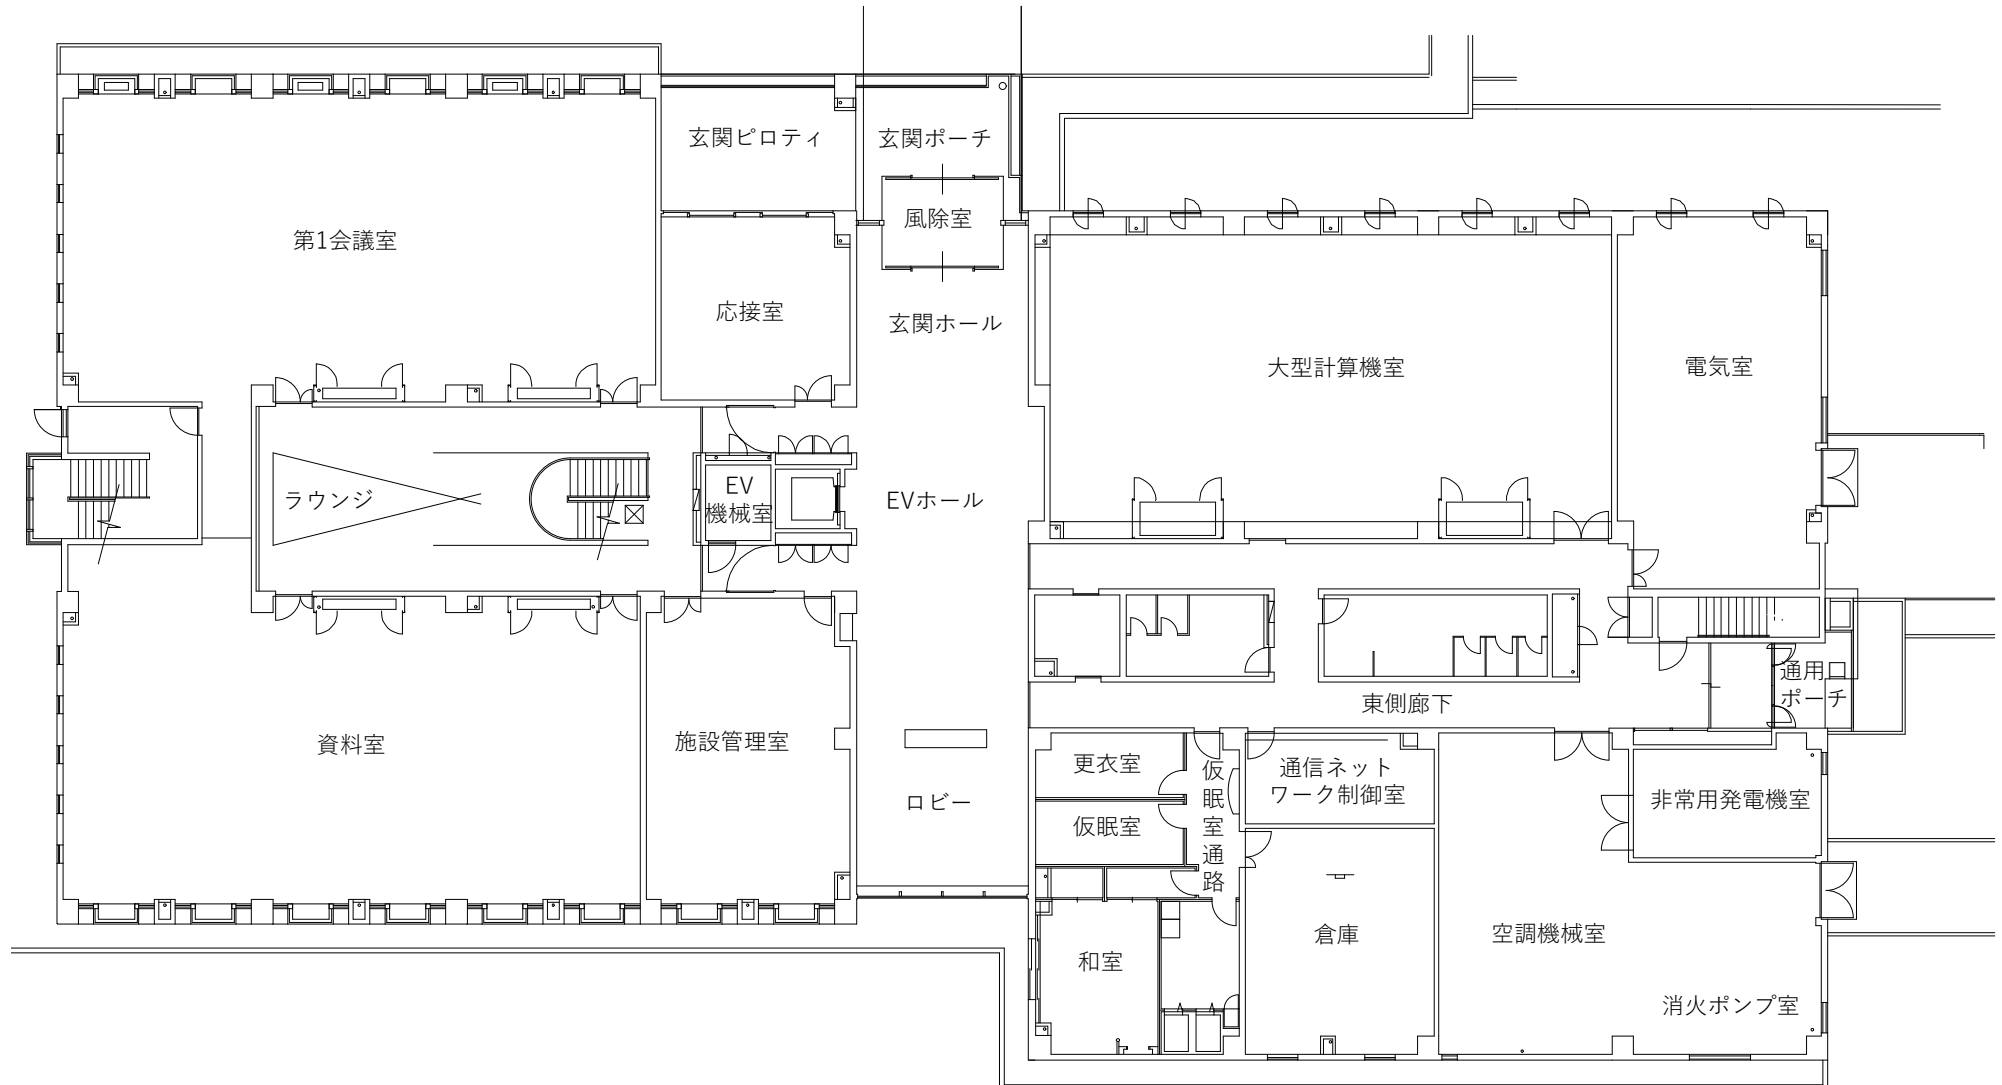 玄関ピロティ
玄関ポーチ
風除室
第1会議室
応接室
玄関ホール
大型計算機室
電気室
ラウンジ
EV
機械室
EVホール
通用
ポーチ
東側廊下
資料室
施設管理室
更衣室
仮眠室通路
通信ネット
ワーク制御室
ロビー
仮眠室
非常用発電機室
和室
倉庫
空調機械室
消火ポンプ室